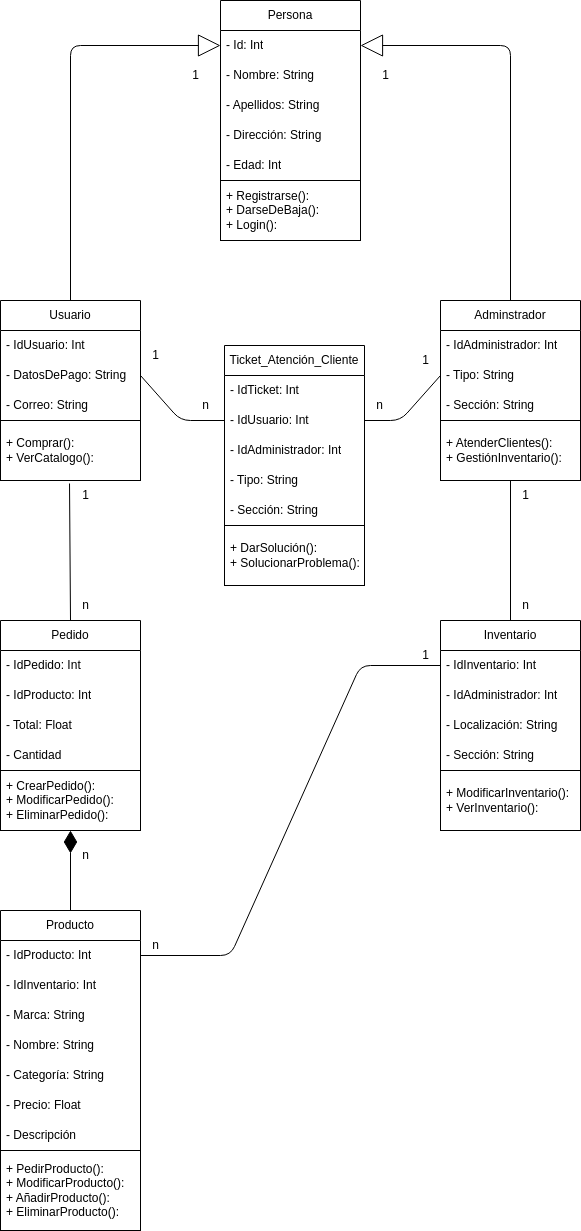 Persona
- Id: Int
- Nombre: String
- Apellidos: String
- Dirección: String
- Edad: Int
+ Registrarse():
+ DarseDeBaja():
+ Login():
1
1
Usuario
- IdUsuario: Int
- DatosDePago: String
- Correo: String
+ Comprar():
+ VerCatalogo():
1
n
Ticket_Atención_Cliente
- IdTicket: Int
- IdUsuario: Int
- IdAdministrador: Int
- Tipo: String
- Sección: String
+ DarSolución():
+ SolucionarProblema():
1
n
Adminstrador
- IdAdministrador: Int
- Tipo: String
- Sección: String
+ AtenderClientes():
+ GestiónInventario():
1
n
1
n
Pedido
- IdPedido: Int
- IdProducto: Int
- Total: Float
- Cantidad
+ CrearPedido():
+ ModificarPedido():
+ EliminarPedido():
n
1
Inventario
- IdInventario: Int
- IdAdministrador: Int
- Localización: String
- Sección: String
+ ModificarInventario():
+ VerInventario():
Producto
- IdProducto: Int
- IdInventario: Int
- Marca: String
- Nombre: String
- Categoría: String
- Precio: Float
- Descripción
+ PedirProducto():
+ ModificarProducto():
+ AñadirProducto():
+ EliminarProducto():
n